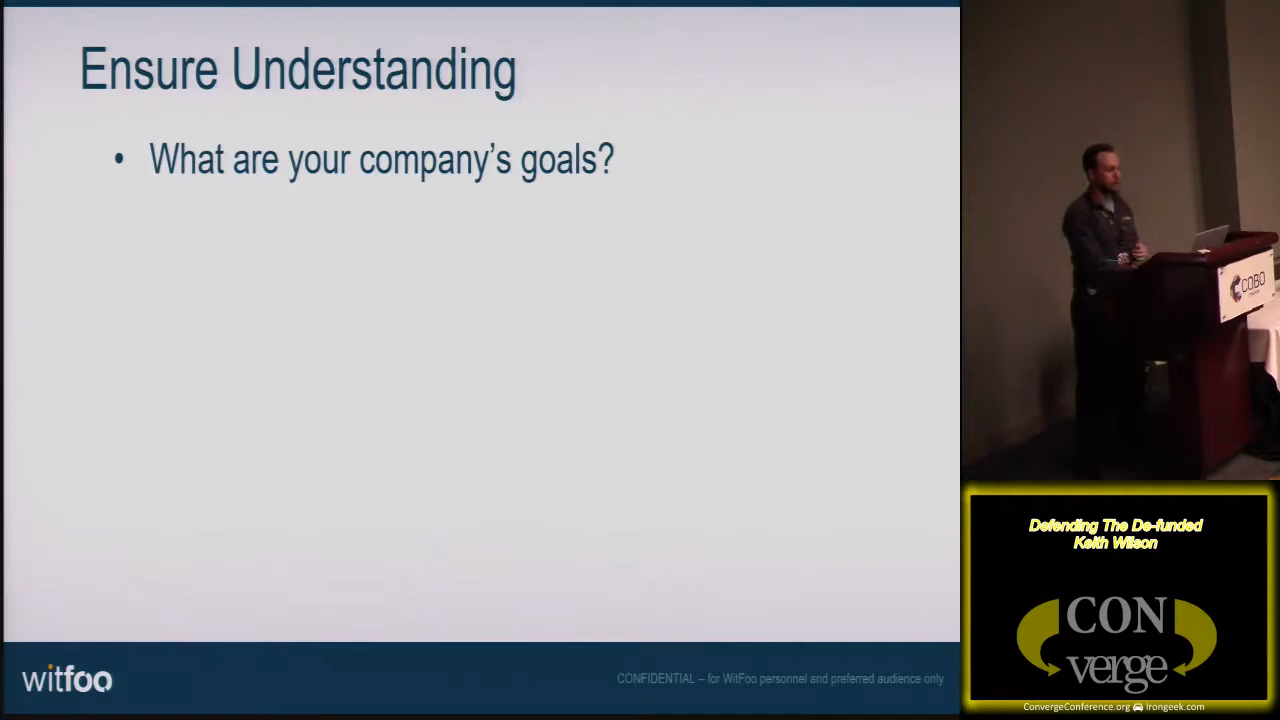 Ensure Understanding
• What are your company's goals?
witfoo
CONFIDENTIAL – for WitFoo personnel and preferred audience only
COBO
Defending The De-funded
Keith Wilson
CON
verge
ConvergeConference.org Irongeek.com